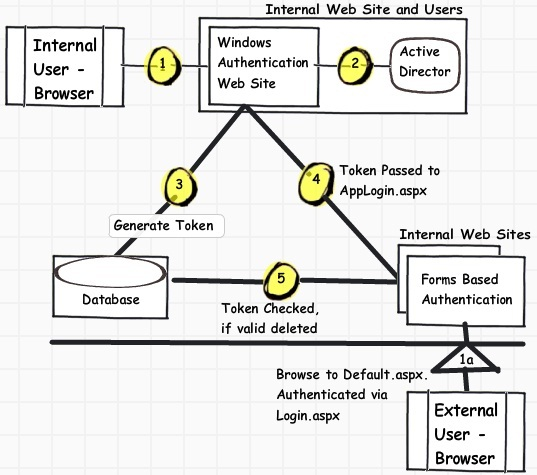 Internal Web Site and Users
Internal
User -
Browser
1
Windows
Authentication
Web Site
2
Active
Director
3
4
Token Passed to
AppLogin.aspx
Generate Token
Internal Web Sites
Database
5
Token Checked,
if valid deleted
Forms Based
Authentication
1a
Browse to Default.aspx.
Authenticated via
Login.aspx
External
User -
Browser